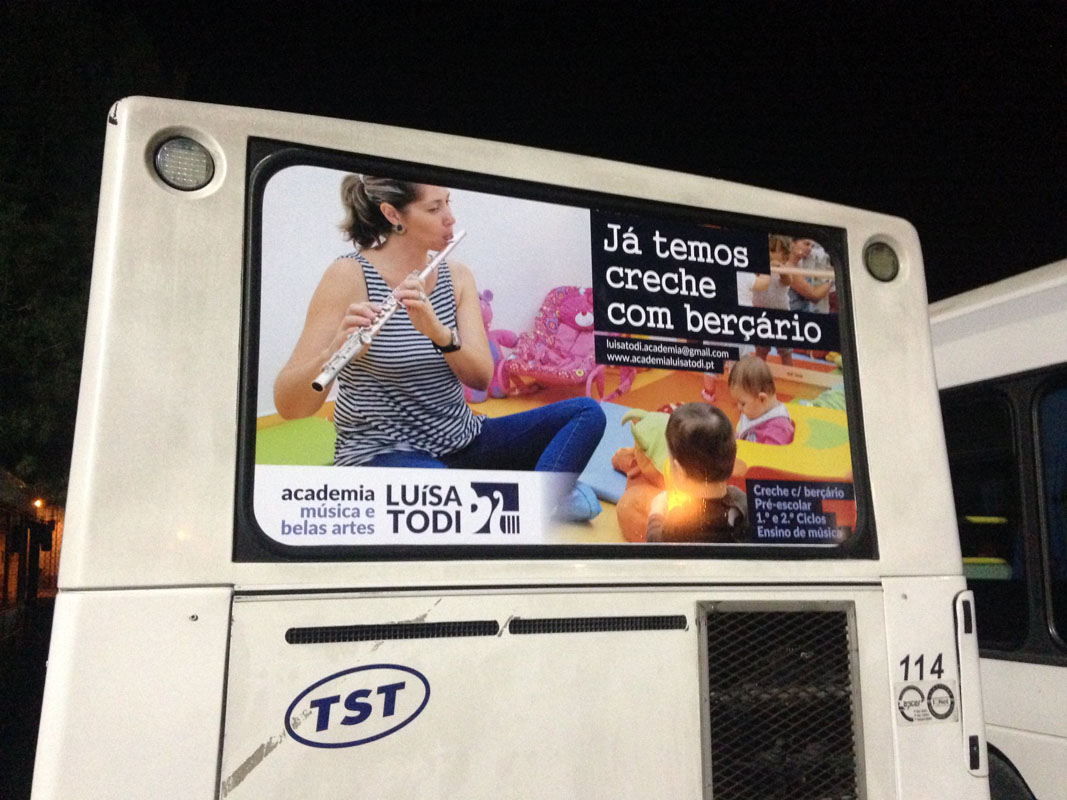 Já temos
creche
com berçário
luisatodi.academia@gmail.com
www.academialuisatodi.pt
academia
música e
belas artes
LUÍSA
TODI
Creche c/ berçário
Pré-escolar
1.º e 2.º Ciclos
Ensino de música
TST
114